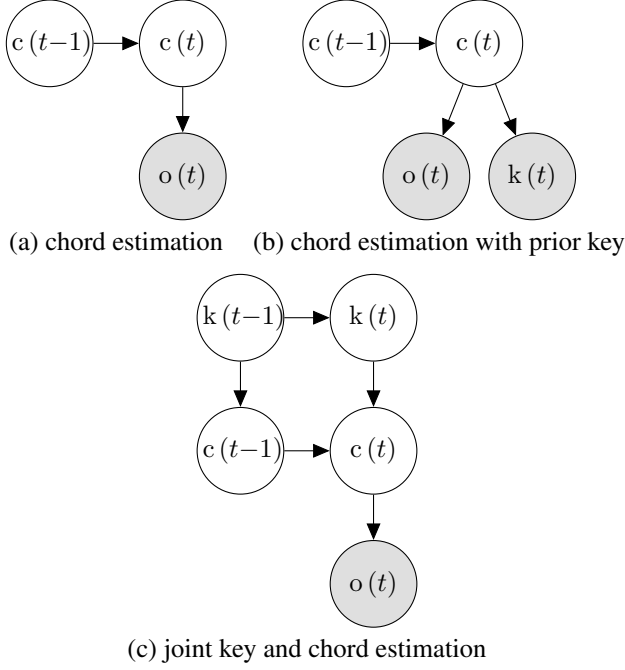 c (t−1) c (t) c (t−1) c (t)
o (t) o (t) k (t)
(a) chord estimation (b) chord estimation with prior key
k (t−1) k (t)
c (t−1) c (t)
o (t)
(c) joint key and chord estimation